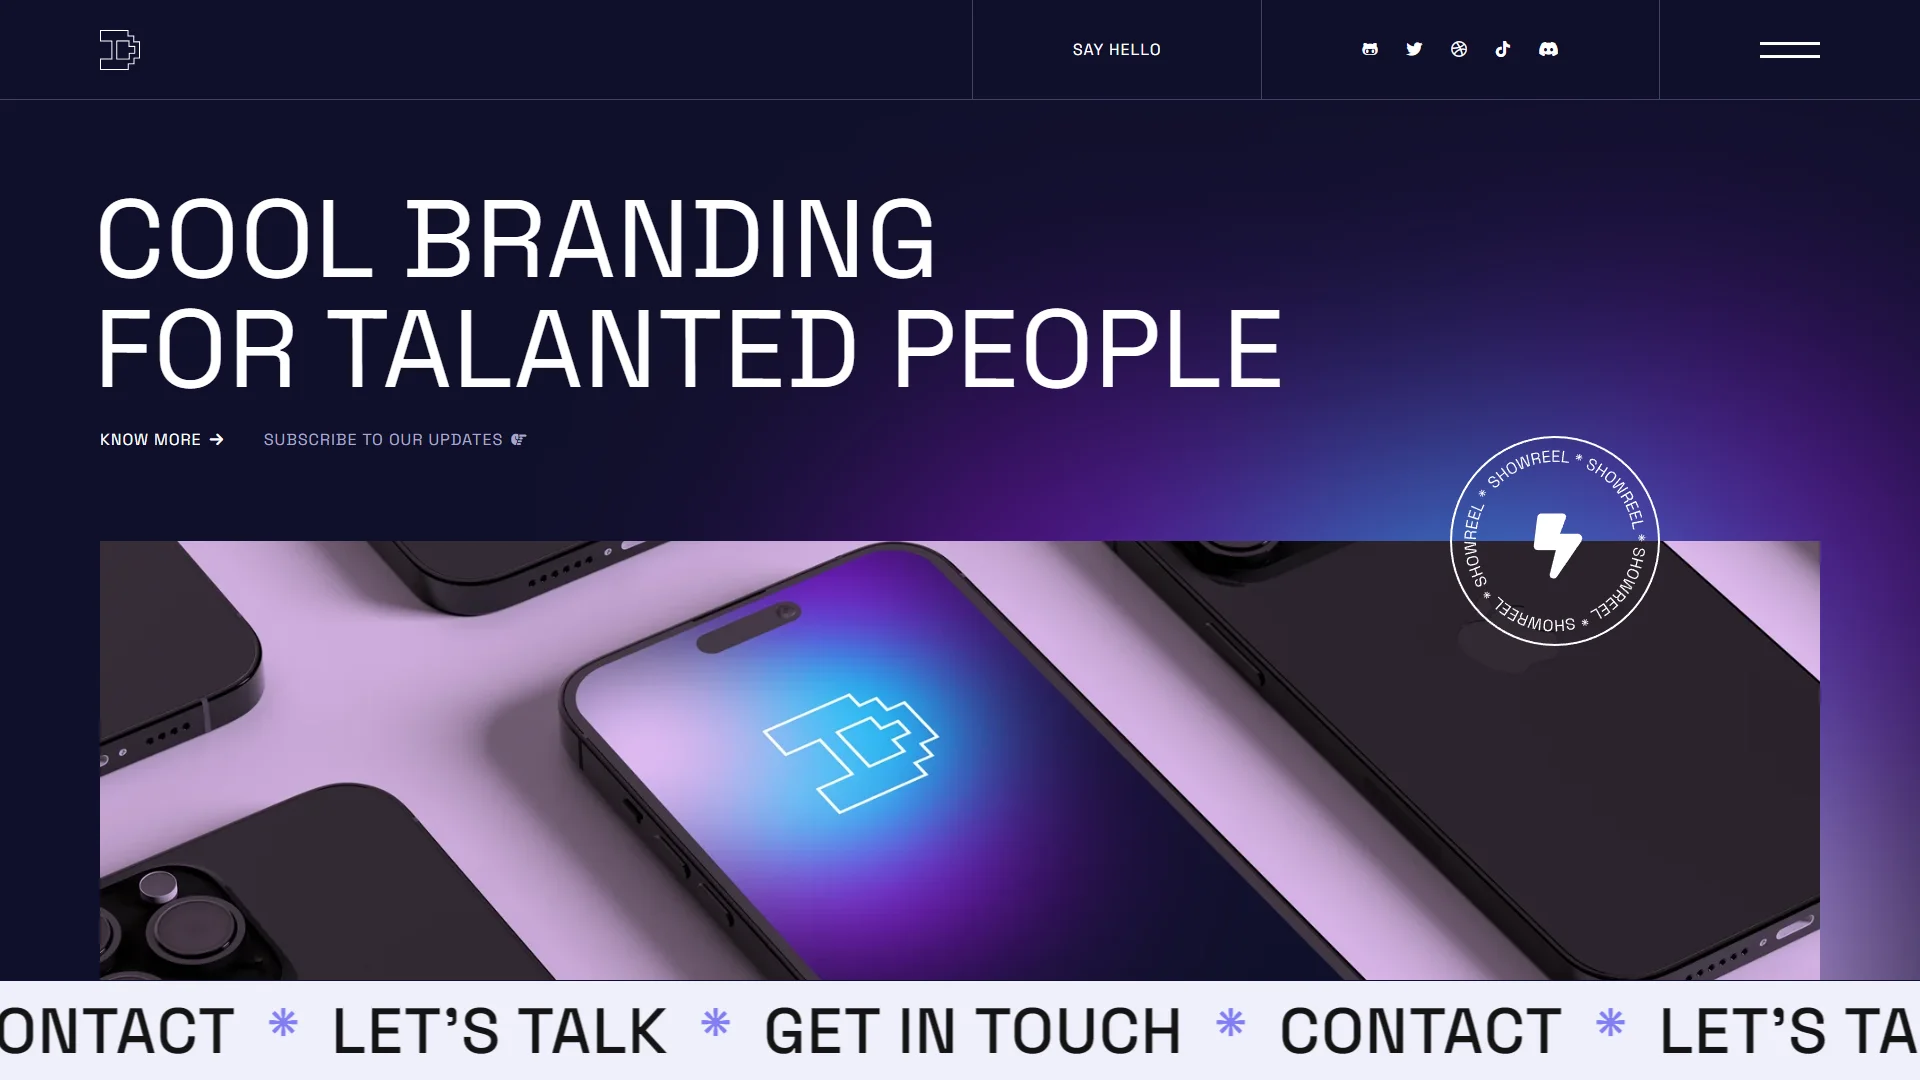 SAY HELLO
COOL BRANDING
FOR TALANTED PEOPLE
KNOW MORE
SUBSCRIBE TO OUR UPDATES
SHOWREEL * SHOWREEL * SHOWREEL * SHOWREEL * SHOWREEL *
ONTACT * LET’S TALK * GET IN TOUCH * CONTACT * LET’S TA